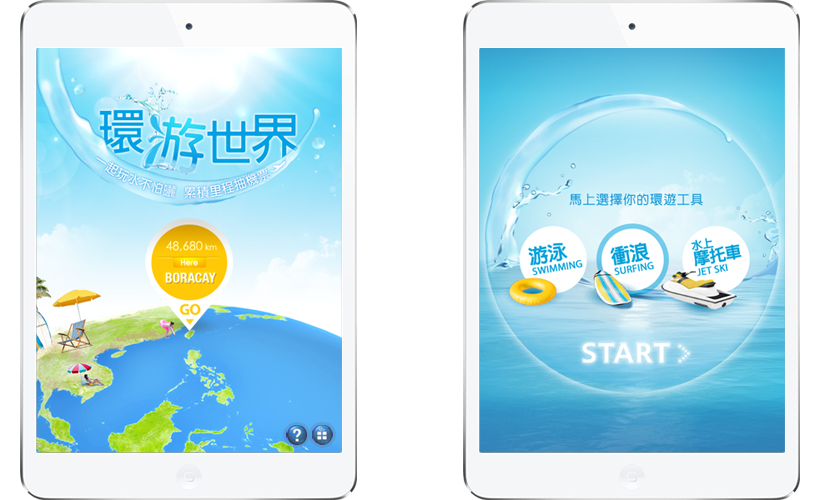 環游世界
一起玩水不怕曬 累積里程抽機票
48,680 km
Here
BORACAY
GO
?
馬上選擇你的環遊工具
游泳
SWIMMING
衝浪
SURFING
水上
摩托車
JET SKI
START